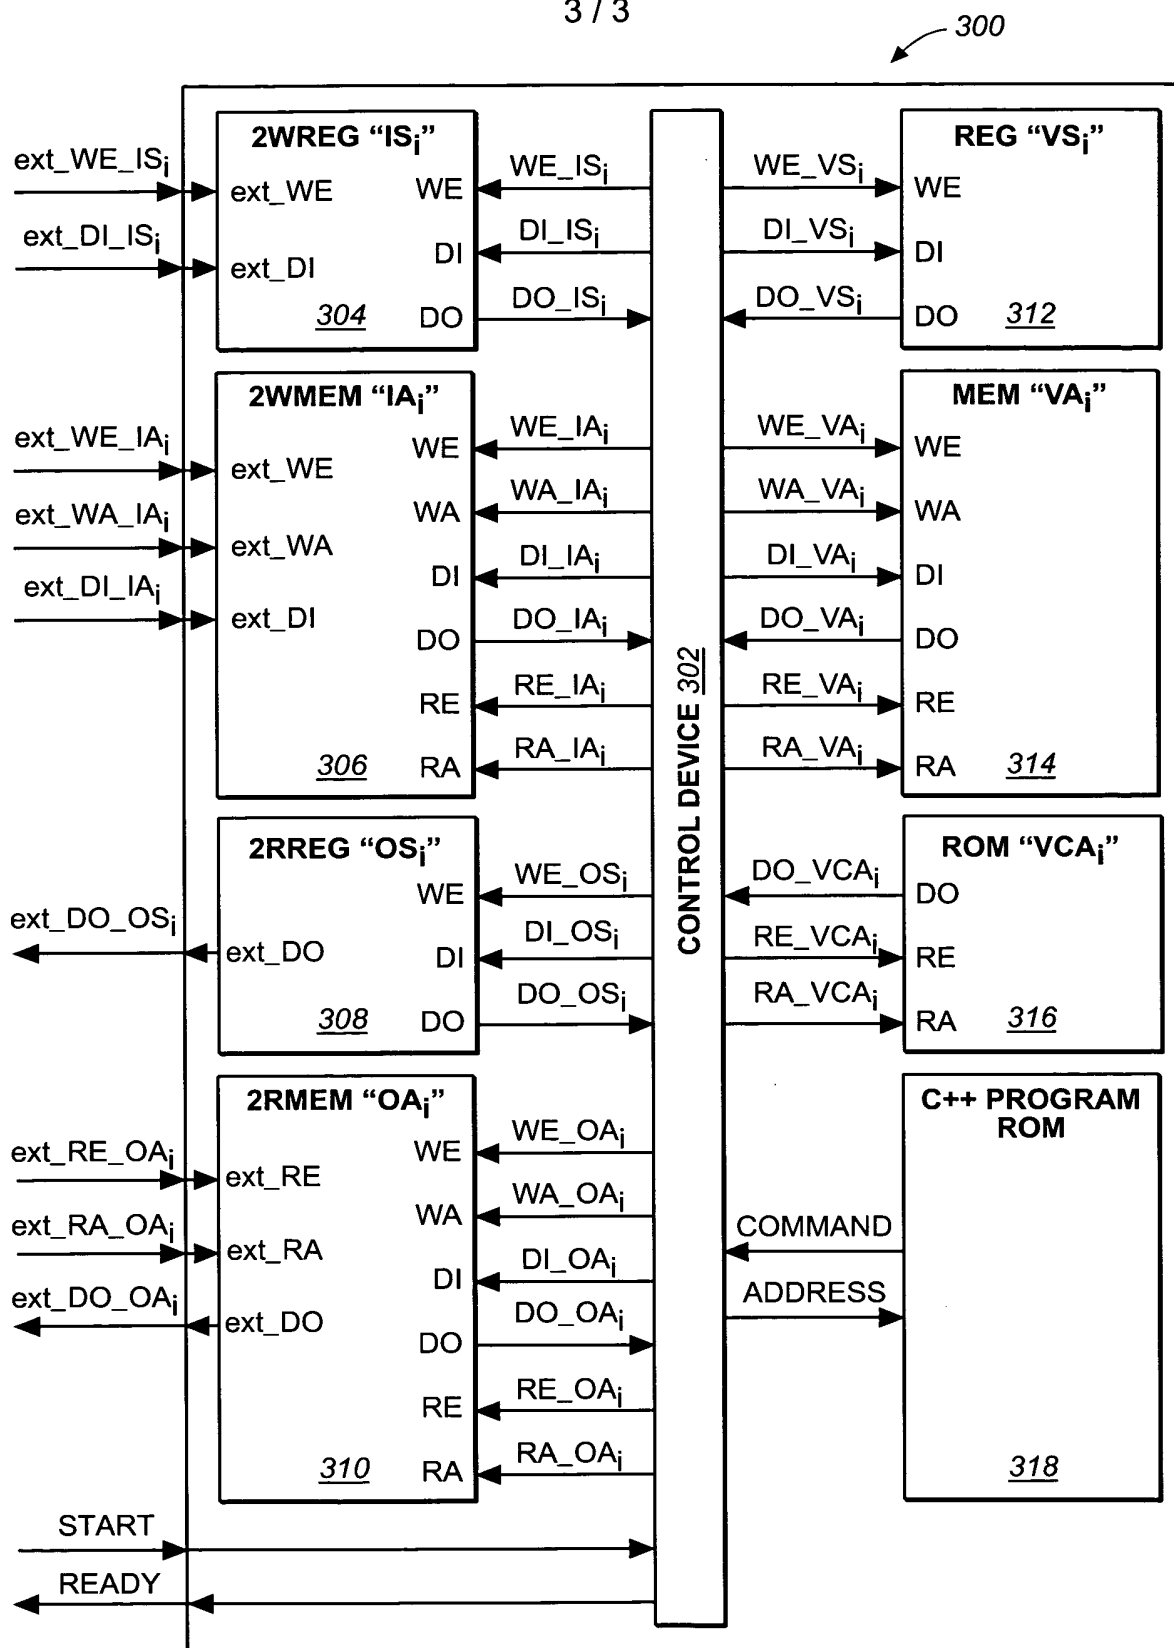 3 / 3
300
2WREG “ISi”
ext_WE_ISi
ext_WE
WE
WE_ISi
ext_DI_ISi
ext_DI
DI
DI_ISi
304
DO
DO_ISi
REG “VSi”
WE_VSi
WE
DI_VSi
DI
DO_VSi
DO
312
2WMEM “IAi”
ext_WE_IAi
ext_WE
WE
WE_IAi
ext_WA_IAi
ext_WA
WA
WA_IAi
ext_DI_IAi
ext_DI
DI
DI_IAi
DO
DO_IAi
RE
RE_IAi
306
RA
RA_IAi
CONTROL DEVICE 302
MEM “VAi”
WE_VAi
WE
WA_VAi
WA
DI_VAi
DI
DO_VAi
DO
RE_VAi
RE
RA_VAi
RA
314
2RREG “OSi”
WE
WE_OSi
ext_DO_OSi
ext_DO
DI
DI_OSi
308
DO
DO_OSi
ROM “VCAi”
DO_VCAi
DO
RE_VCAi
RE
RA_VCAi
RA
316
2RMEM “OAi”
WE
WE_OAi
ext_RE_OAi
ext_RE
WA
WA_OAi
ext_RA_OAi
ext_RA
DI
DI_OAi
ext_DO_OAi
ext_DO
DO
DO_OAi
RE
RE_OAi
310
RA
RA_OAi
C++ PROGRAM
ROM
COMMAND
ADDRESS
318
START
READY